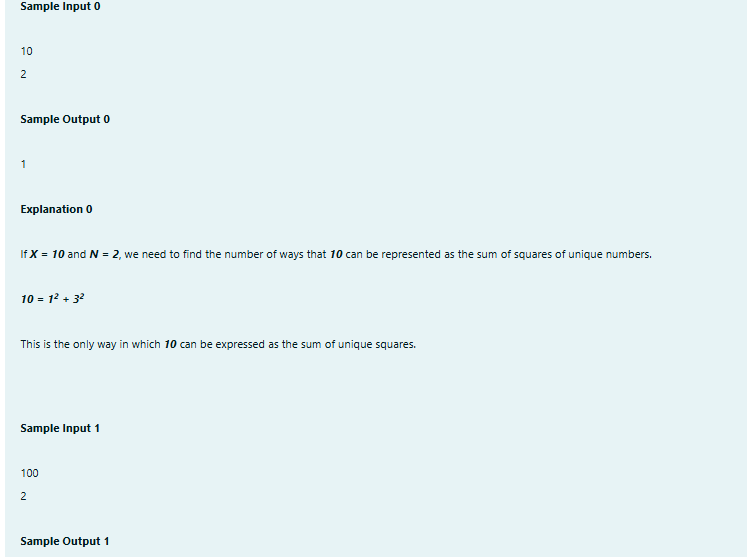 Sample Input 0
10
2
Sample Output 0
1
Explanation 0
If X = 10 and N = 2, we need to find the number of ways that 10 can be represented as the sum of squares of unique numbers.
10 = 1² + 3²
This is the only way in which 10 can be expressed as the sum of unique squares.
Sample Input 1
100
2
Sample Output 1